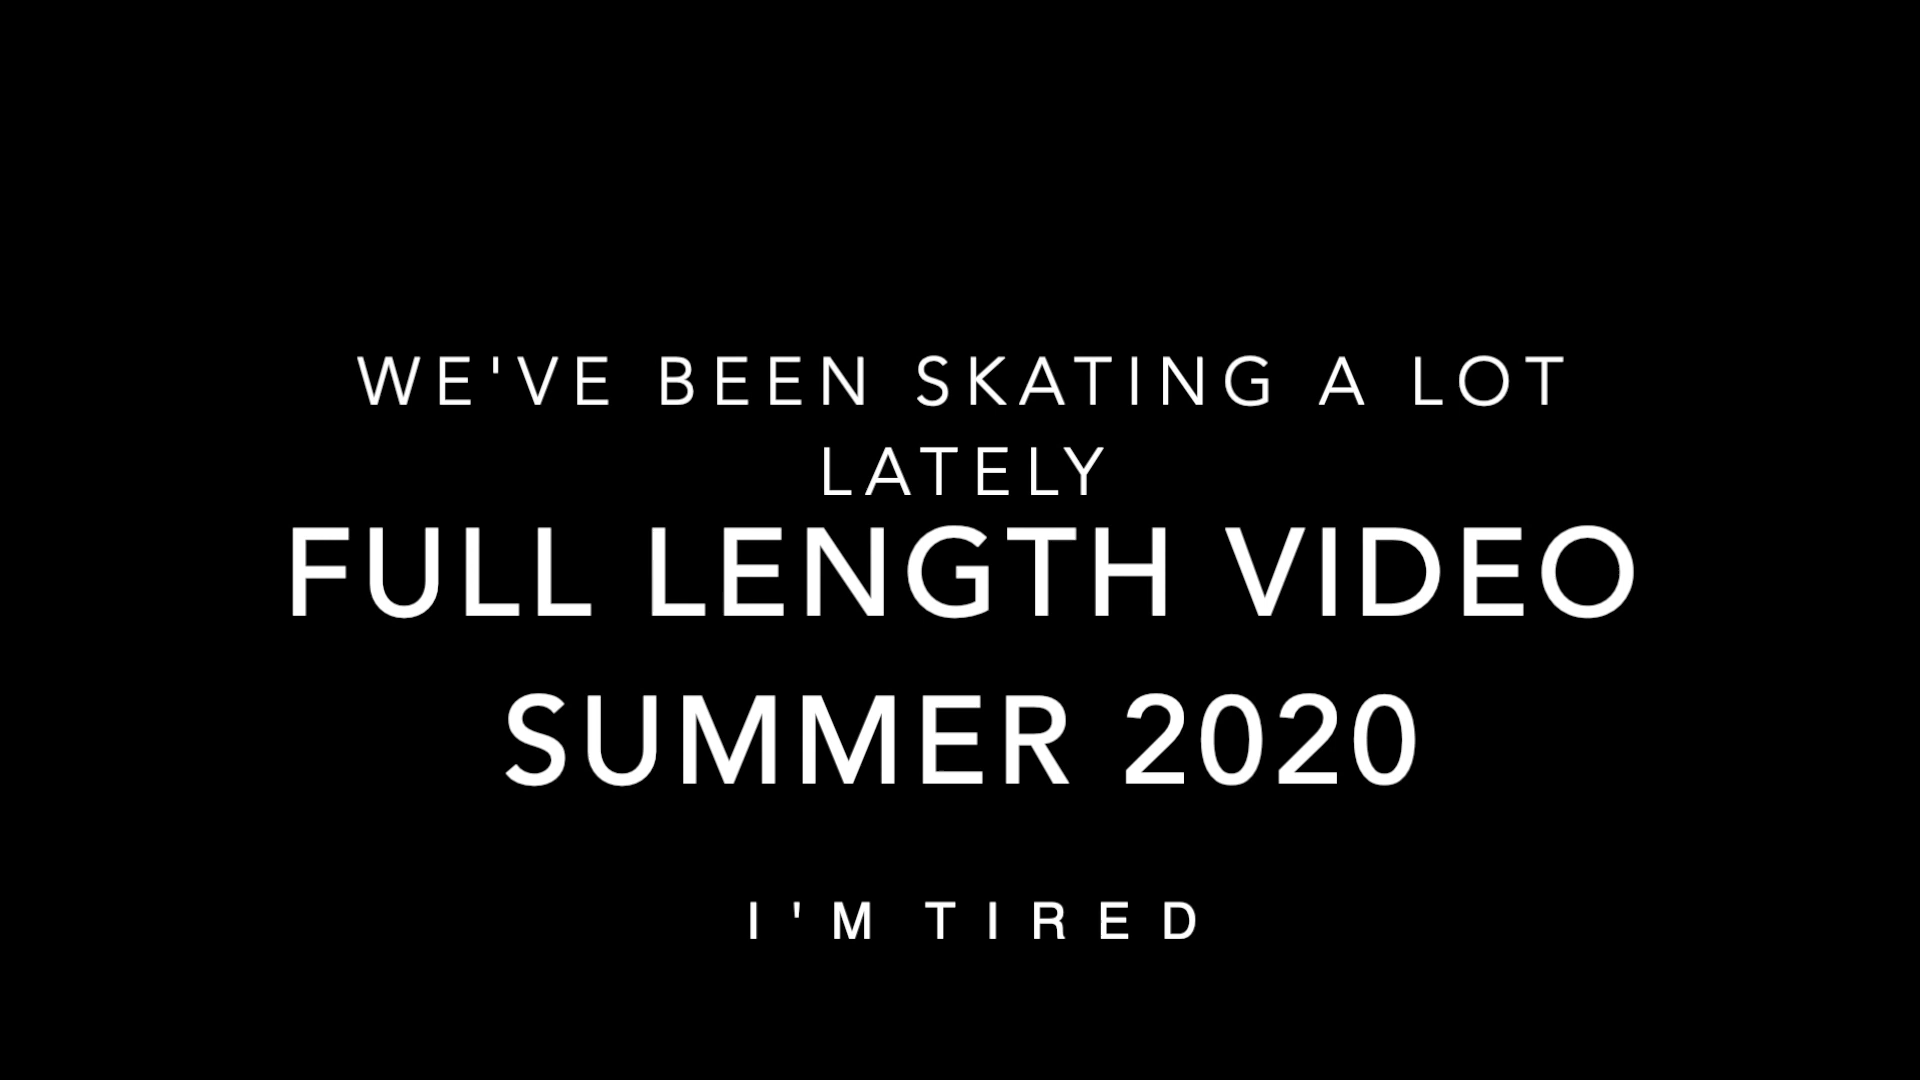 WE'VE BEEN SKATING A LOT
LATELY
FULL LENGTH VIDEO
SUMMER 2020
I'M TIRED